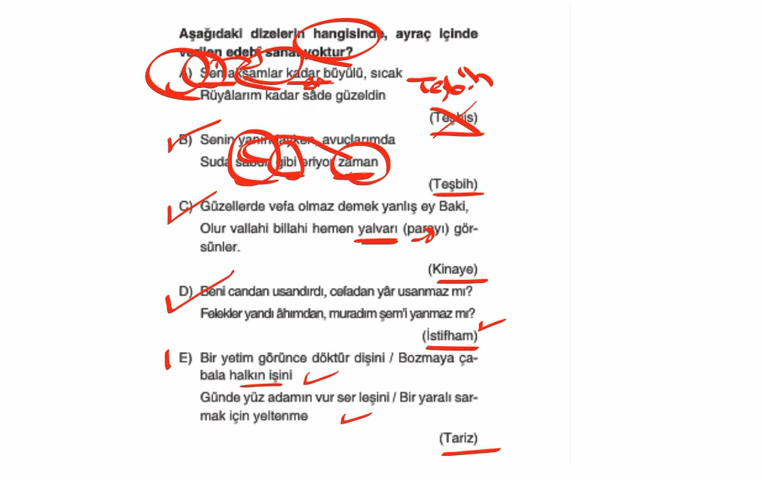 Aşağıdaki dizelerin hangisinde, ayraç içinde
verilen edebî sanat yoktur?
A) Sen akşamlar kadar büyülü, sıcak
Teşbih
Rüyâlarım kadar sâde güzeldin
(Teşhis)
B) Senin yanındayken, avuçlarımda
Suda sabun gibi eriyor zaman
(Teşbih)
C) Güzellerde vefa olmaz demek yanlış ey Baki,
Olur vallahi billahi hemen yalvarı (parayı) gör-
sünler.
(Kinaye)
D) Beni candan usandırdı, cefadan yâr usanmaz mı?
Felekler yandı âhımdan, muradım şem'i yanmaz mı?
(İstifham)
E) Bir yetim görünce döktür dişini / Bozmaya ça-
bala halkın işini
Günde yüz adamın vur ser leşini / Bir yaralı sar-
mak için yeltenme
(Tariz)